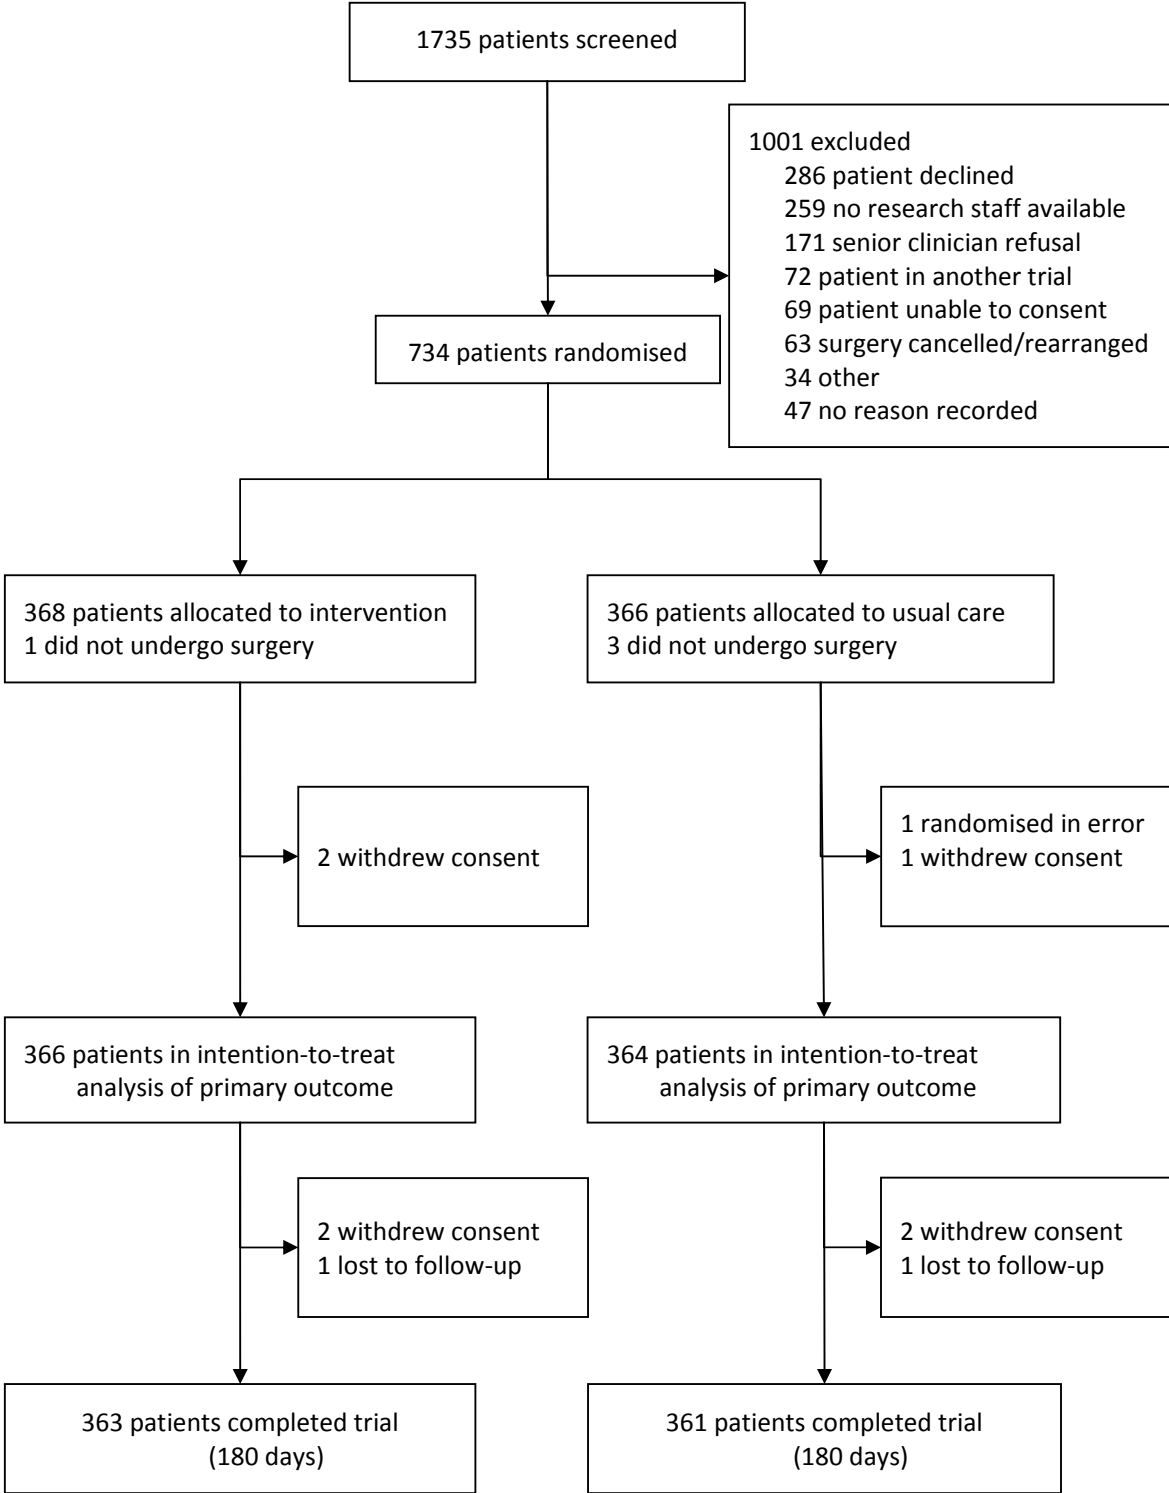 1735 patients screened
1001 excluded
286 patient declined
259 no research staff available
171 senior clinician refusal
72 patient in another trial
69 patient unable to consent
63 surgery cancelled/rearranged
34 other
47 no reason recorded
734 patients randomised
368 patients allocated to intervention
1 did not undergo surgery
366 patients allocated to usual care
3 did not undergo surgery
2 withdrew consent
1 randomised in error
1 withdrew consent
366 patients in intention-to-treat
analysis of primary outcome
364 patients in intention-to-treat
analysis of primary outcome
2 withdrew consent
1 lost to follow-up
2 withdrew consent
1 lost to follow-up
363 patients completed trial
(180 days)
361 patients completed trial
(180 days)